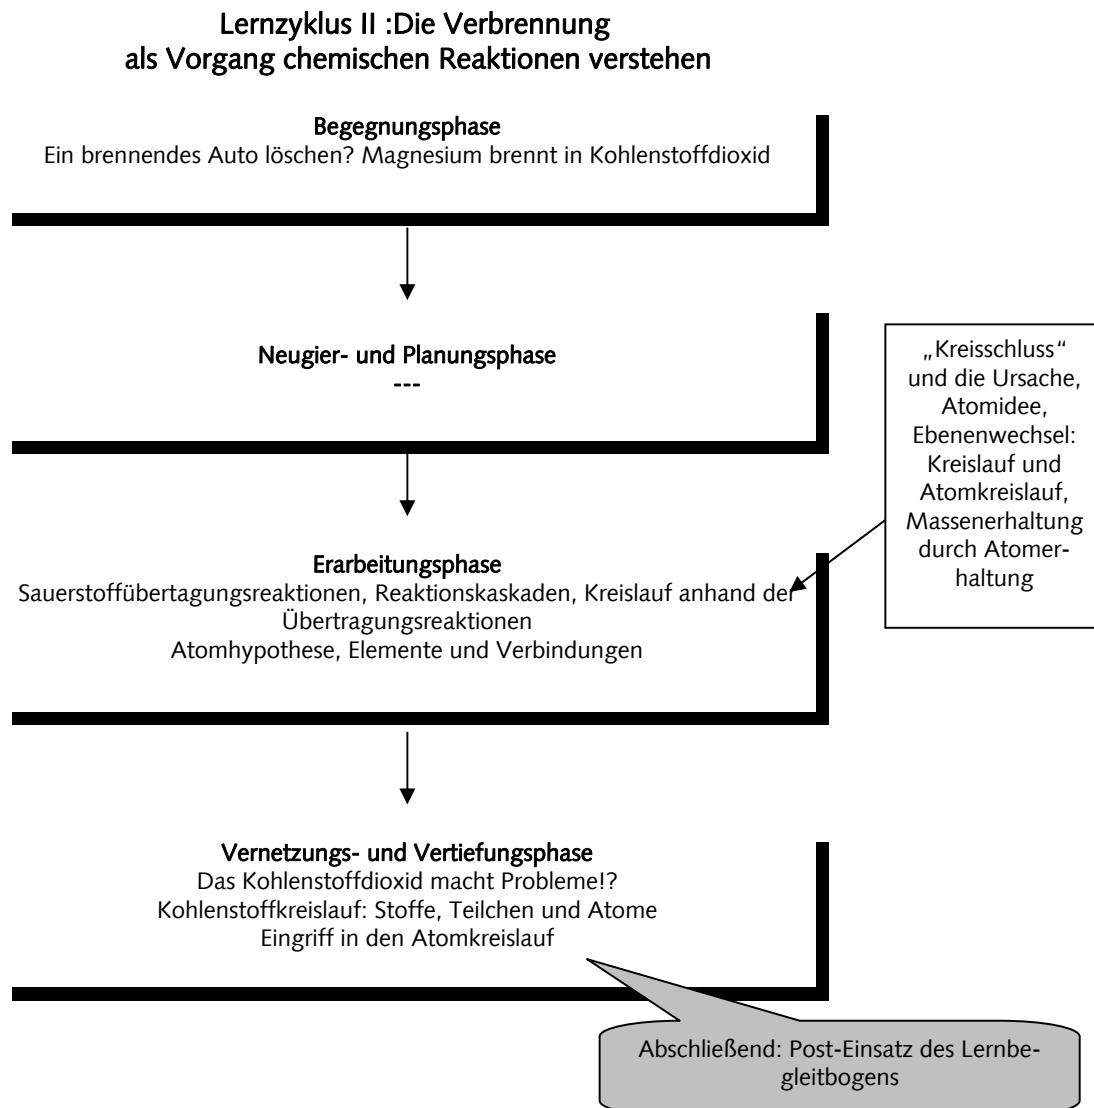 Lernzyklus II :Die Verbrennung
als Vorgang chemischen Reaktionen verstehen
Begegnungsphase
Ein brennendes Auto löschen? Magnesium brennt in Kohlenstoffdioxid
Neugier- und Planungsphase
---
„Kreisschluss“
und die Ursache,
Atomidee,
Ebenenwechsel:
Kreislauf und
Atomkreislauf,
Massenerhaltung
durch Atomer-
haltung
Erarbeitungsphase
Sauerstoffübertagungsreaktionen, Reaktionskaskaden, Kreislauf anhand der
Übertragungsreaktionen
Atomhypothese, Elemente und Verbindungen
Vernetzungs- und Vertiefungsphase
Das Kohlenstoffdioxid macht Probleme!?
Kohlenstoffkreislauf: Stoffe, Teilchen und Atome
Eingriff in den Atomkreislauf
Abschließend: Post-Einsatz des Lernbe-
gleitbogens